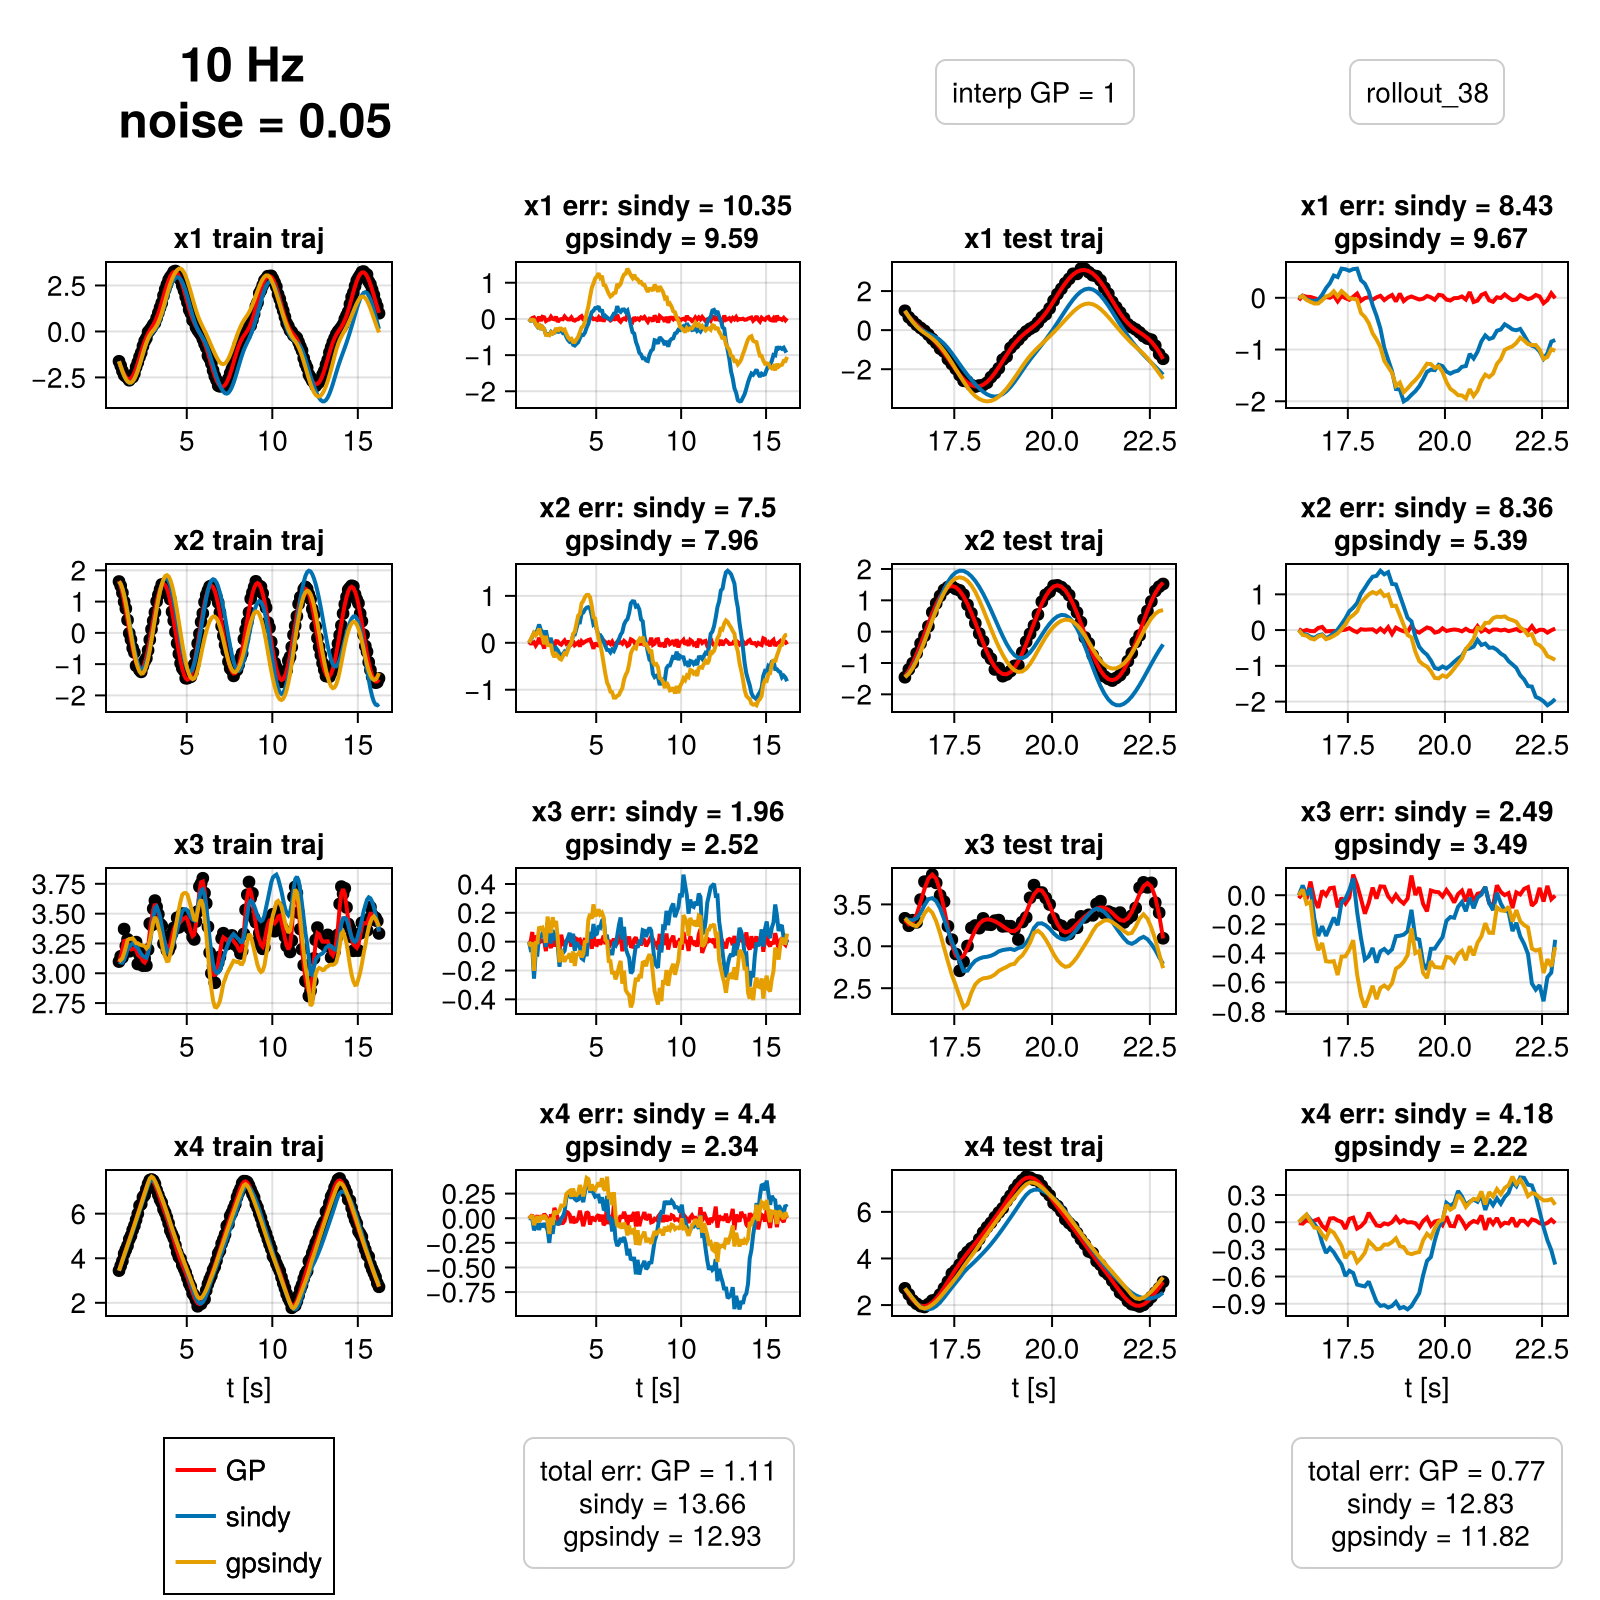 10 Hz
noise = 0.05
interp GP = 1
rollout_38
x1 train traj
x1 err: sindy = 10.35
gpsindy = 9.59
x1 test traj
x1 err: sindy = 8.43
gpsindy = 9.67
2.5
0.0
−2.5
5
10
15
1
0
−1
−2
5
10
15
2
0
−2
17.5
20.0
22.5
0
−1
−2
17.5
20.0
22.5
x2 train traj
x2 err: sindy = 7.5
gpsindy = 7.96
x2 test traj
x2 err: sindy = 8.36
gpsindy = 5.39
2
1
0
−1
−2
5
10
15
1
0
−1
5
10
15
2
1
0
−1
−2
17.5
20.0
22.5
1
0
−1
−2
17.5
20.0
22.5
x3 train traj
x3 err: sindy = 1.96
gpsindy = 2.52
x3 test traj
x3 err: sindy = 2.49
gpsindy = 3.49
3.75
3.50
3.25
3.00
2.75
5
10
15
0.4
0.2
0.0
−0.2
−0.4
5
10
15
3.5
3.0
2.5
17.5
20.0
22.5
0.0
−0.2
−0.4
−0.6
−0.8
17.5
20.0
22.5
x4 train traj
x4 err: sindy = 4.4
gpsindy = 2.34
x4 test traj
x4 err: sindy = 4.18
gpsindy = 2.22
6
4
2
5
10
15
t [s]
0.25
0.00
−0.25
−0.50
−0.75
5
10
15
t [s]
6
4
2
17.5
20.0
22.5
t [s]
0.3
0.0
−0.3
−0.6
−0.9
17.5
20.0
22.5
t [s]
GP
sindy
gpsindy
total err: GP = 1.11
sindy = 13.66
gpsindy = 12.93
total err: GP = 0.77
sindy = 12.83
gpsindy = 11.82